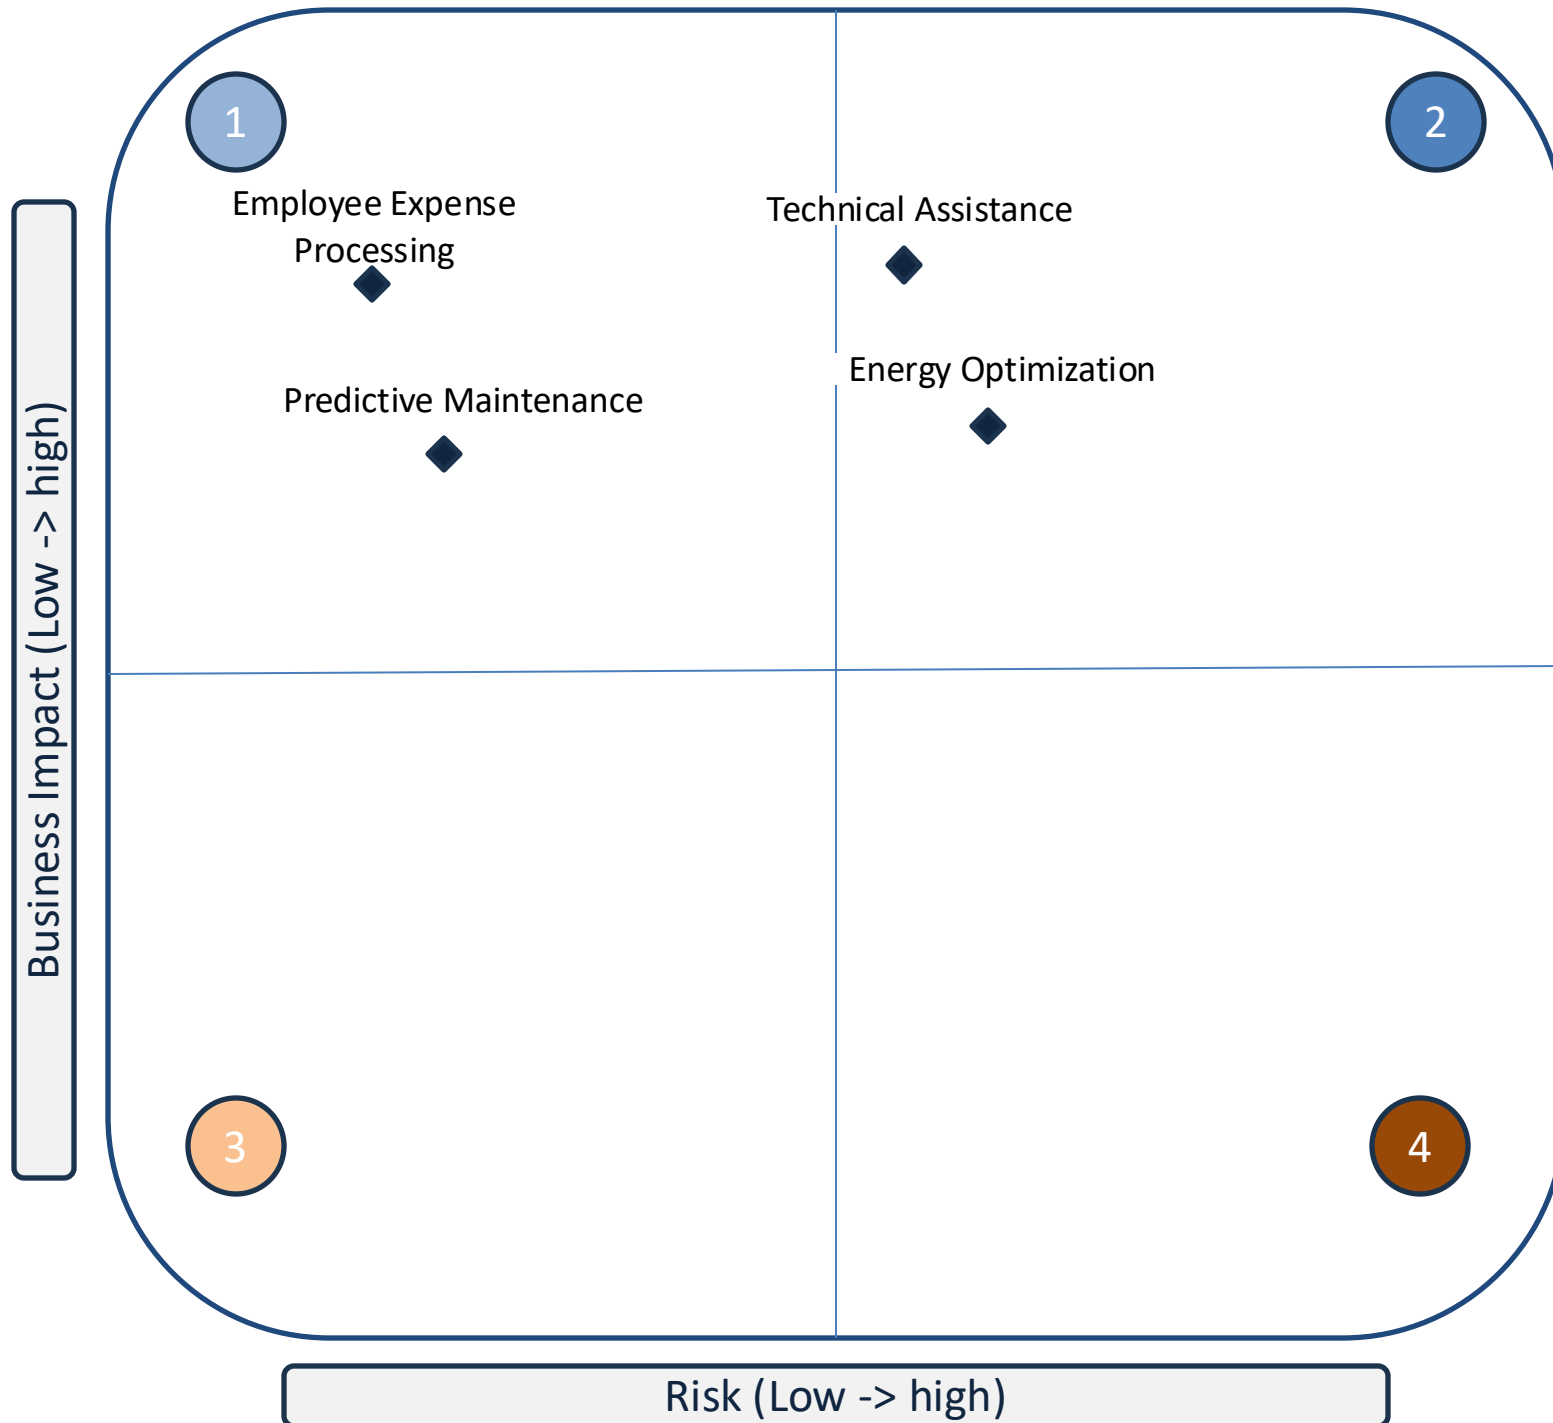 1
2
Employee Expense
Processing
Technical Assistance
Energy Optimization
Predictive Maintenance
Business Impact (Low -> high)
3
4
Risk (Low -> high)